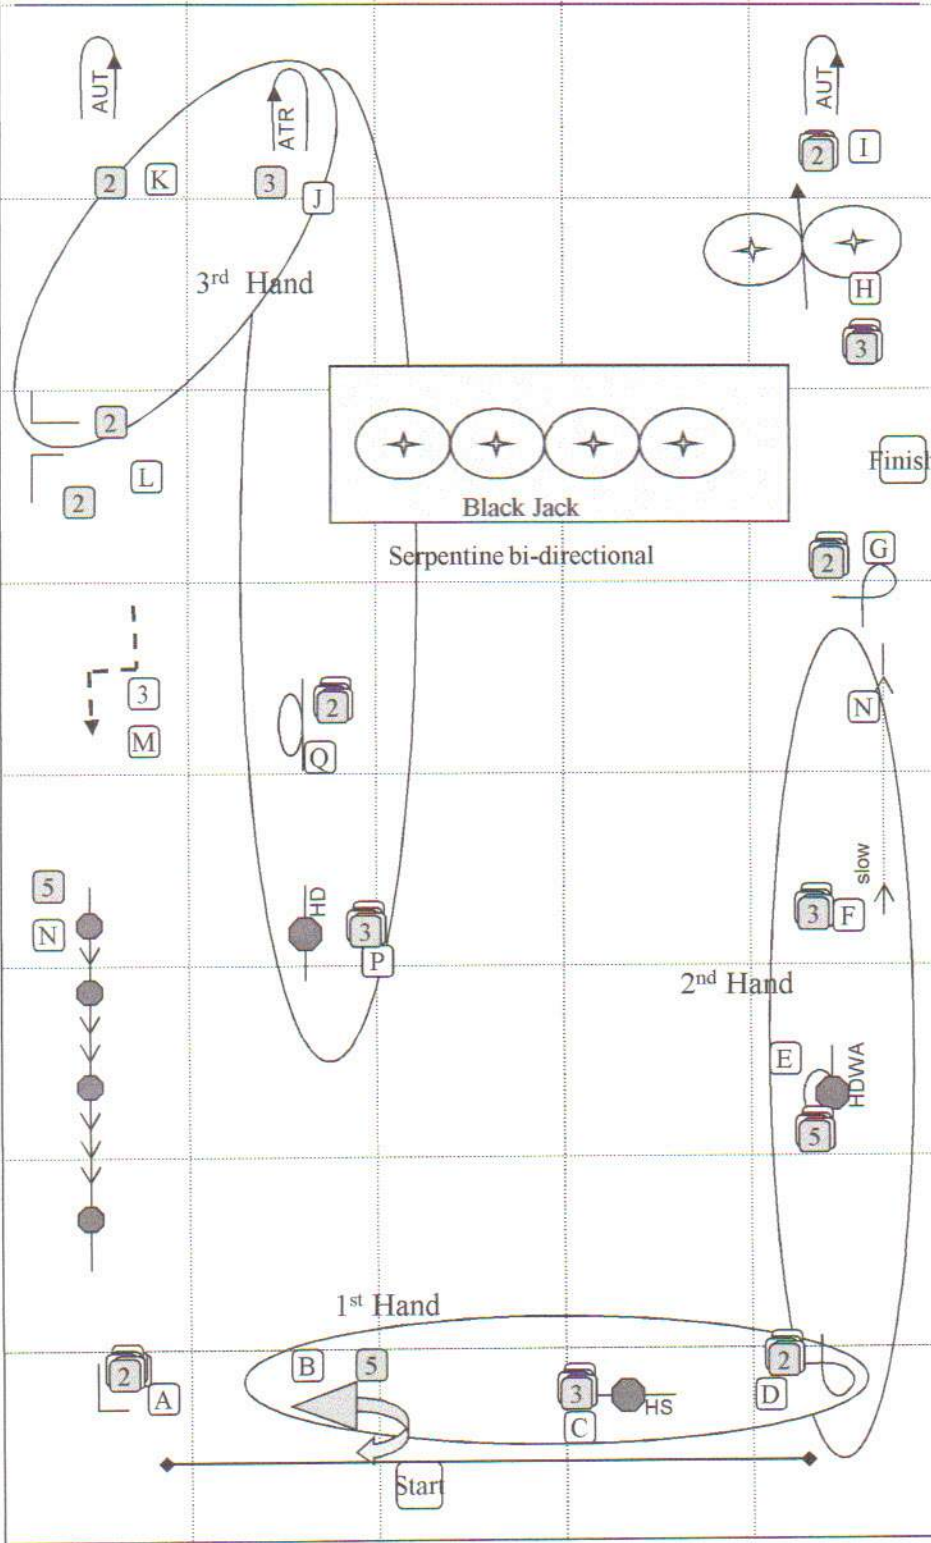 AUT
ATR
AUT
2 I
2 K
3
J
3rd Hand
H
3
2
L
2
Black Jack
Finish
Serpentine bi-directional
2
G
2
3
N
M
Q
5
N
HD
3
P
slow
3 F
2nd Hand
E
HDWA
5
1st Hand
2
A
B
5
3
C
HS
2
D
Start